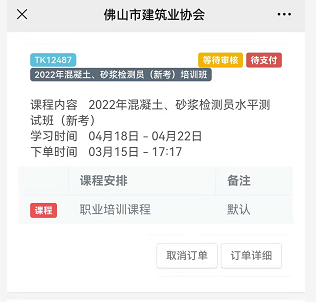 佛山市建筑业协会
TK12487
等待审核 待支付
2022年混凝土、砂浆检测员（新考）培训班
课程内容 2022年混凝土、砂浆检测员水平测
试班（新考）
学习时间 04月18日 - 04月22日
下单时间 03月15日 - 17:17
课程安排 备注
课程 职业培训课程 默认
取消订单 订单详细